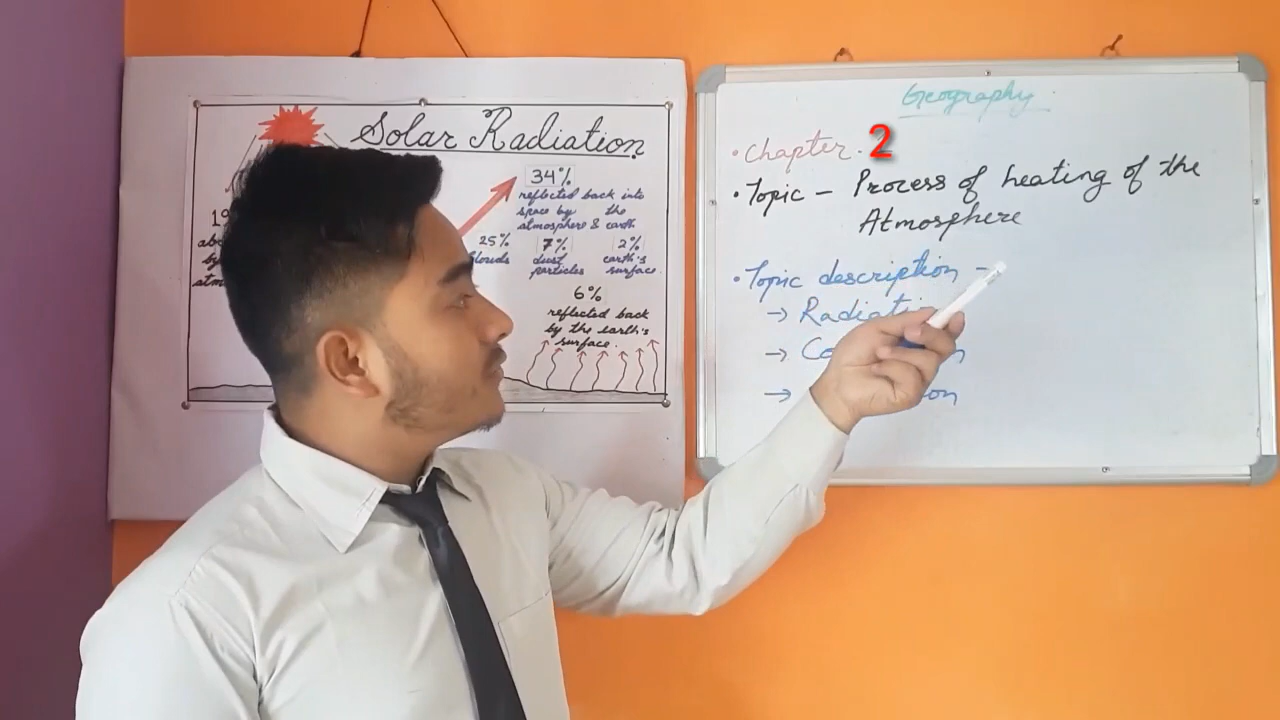 Solar Radiation
34%
reflected back into
space by the
atmosphere & earth
25% 7% 2%
clouds dust earth's
particles surface.
6%
reflected back
by the earth's
surface.
Geography
• Chapter. 2
• Topic - Process of heating of the
Atmosphere
• Topic description -
→ Radiation
→
→